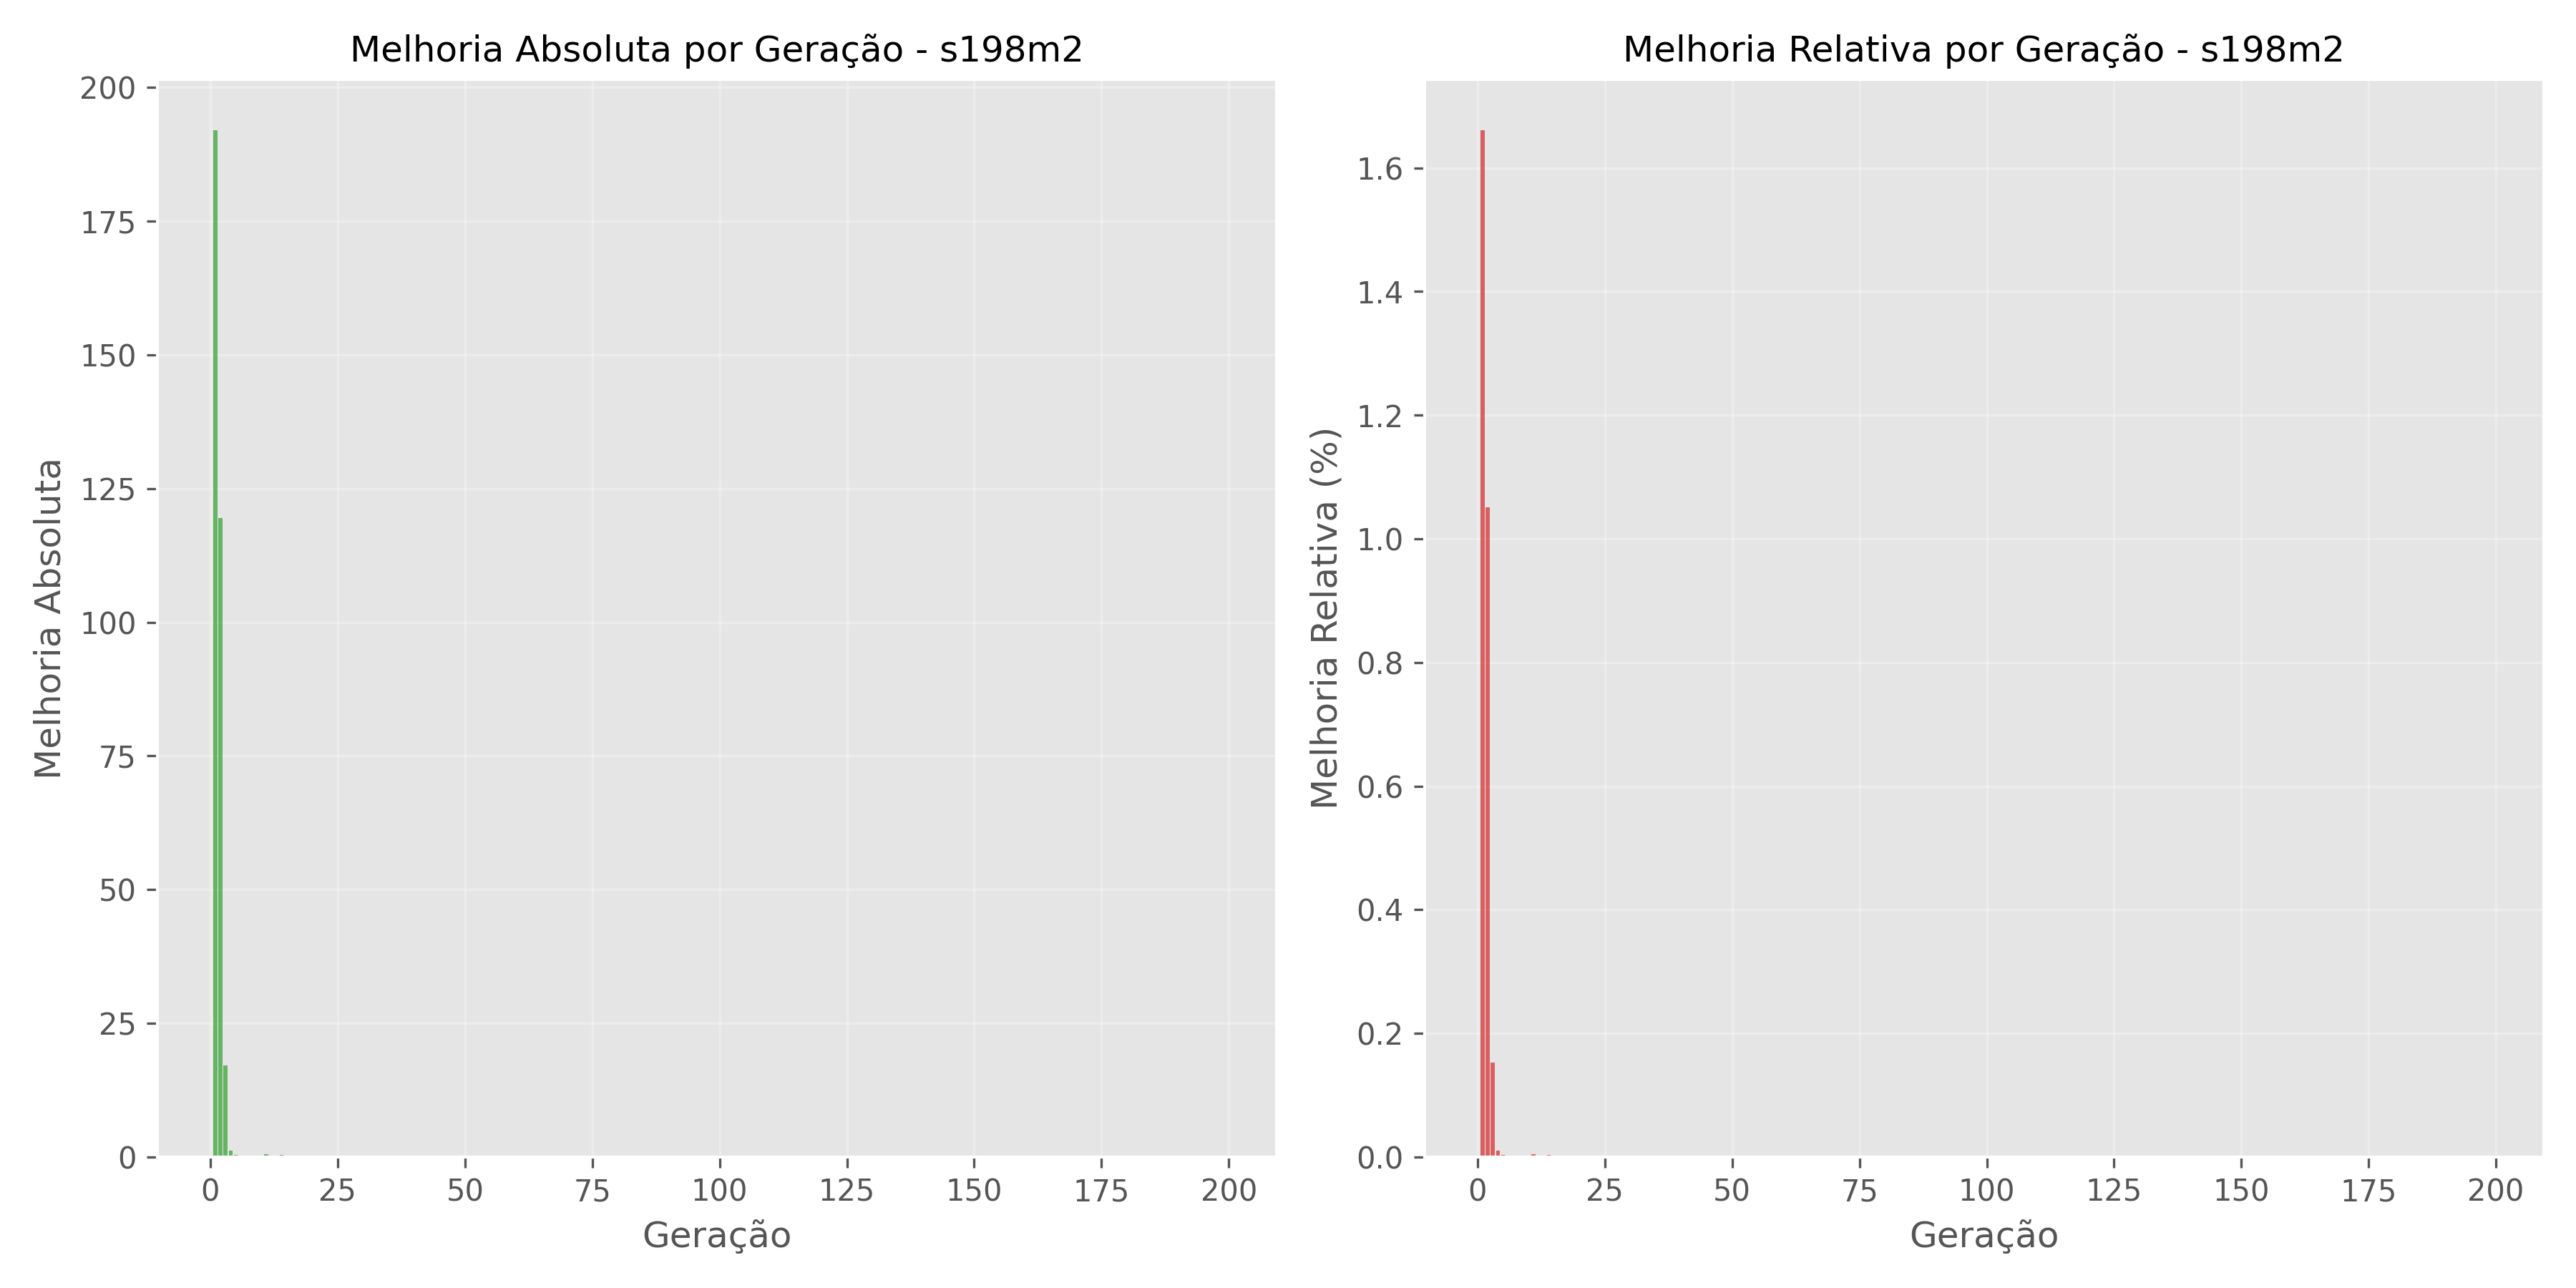 Melhoria Absoluta por Geração - s198m2
200
175
150
125
100
75
50
25
0
Melhoria Absoluta
0 25 50 75 100 125 150 175 200
Geração
Melhoria Relativa por Geração - s198m2
1.6
1.4
1.2
1.0
0.8
0.6
0.4
0.2
0.0
Melhoria Relativa (%)
0 25 50 75 100 125 150 175 200
Geração